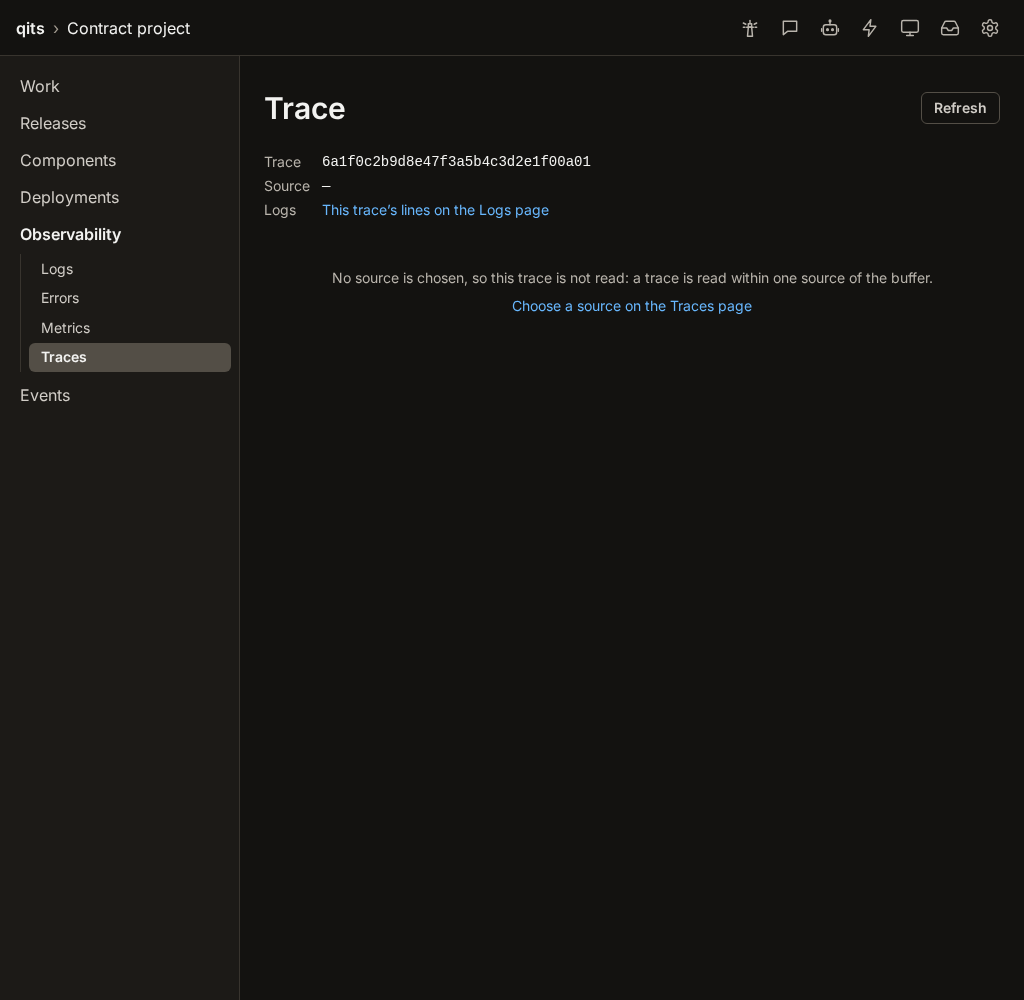 qits › Contract project
Work
Releases
Components
Deployments
Observability
Logs
Errors
Metrics
Traces
Events
Trace
Refresh
Trace 6a1f0c2b9d8e47f3a5b4c3d2e1f00a01
Source —
Logs This trace’s lines on the Logs page
No source is chosen, so this trace is not read: a trace is read within one source of the buffer.
Choose a source on the Traces page